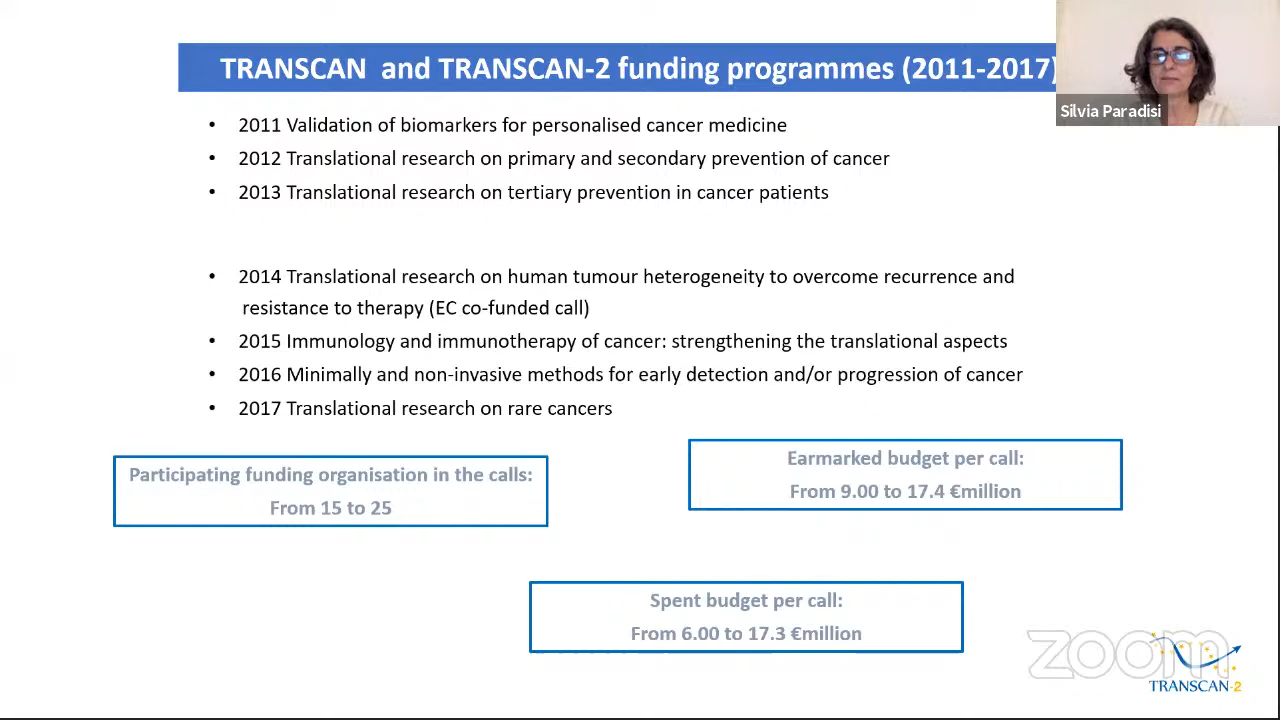 TRANSCAN and TRANSCAN-2 funding programmes (2011-2017)
Silvia Paradisi
• 2011 Validation of biomarkers for personalised cancer medicine
• 2012 Translational research on primary and secondary prevention of cancer
• 2013 Translational research on tertiary prevention in cancer patients
• 2014 Translational research on human tumour heterogeneity to overcome recurrence and
resistance to therapy (EC co-funded call)
• 2015 Immunology and immunotherapy of cancer: strengthening the translational aspects
• 2016 Minimally and non-invasive methods for early detection and/or progression of cancer
• 2017 Translational research on rare cancers
Participating funding organisation in the calls:
From 15 to 25
Earmarked budget per call:
From 9.00 to 17.4 €million
Spent budget per call:
From 6.00 to 17.3 €million
zoom
TRANSCAN-2